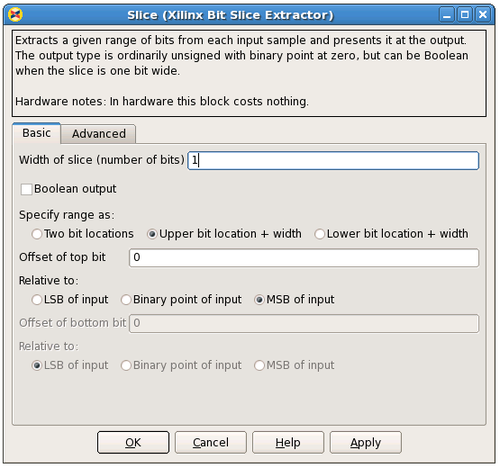 Slice (Xilinx Bit Slice Extractor)
Extracts a given range of bits from each input sample and presents it at the output.
The output type is ordinarily unsigned with binary point at zero, but can be Boolean
when the slice is one bit wide.
Hardware notes: In hardware this block costs nothing.
Basic Advanced
Width of slice (number of bits) 1
Boolean output
Specify range as:
Two bit locations Upper bit location + width Lower bit location + width
Offset of top bit 0
Relative to:
LSB of input Binary point of input MSB of input
Offset of bottom bit 0
Relative to:
LSB of input Binary point of input MSB of input
OK Cancel Help Apply